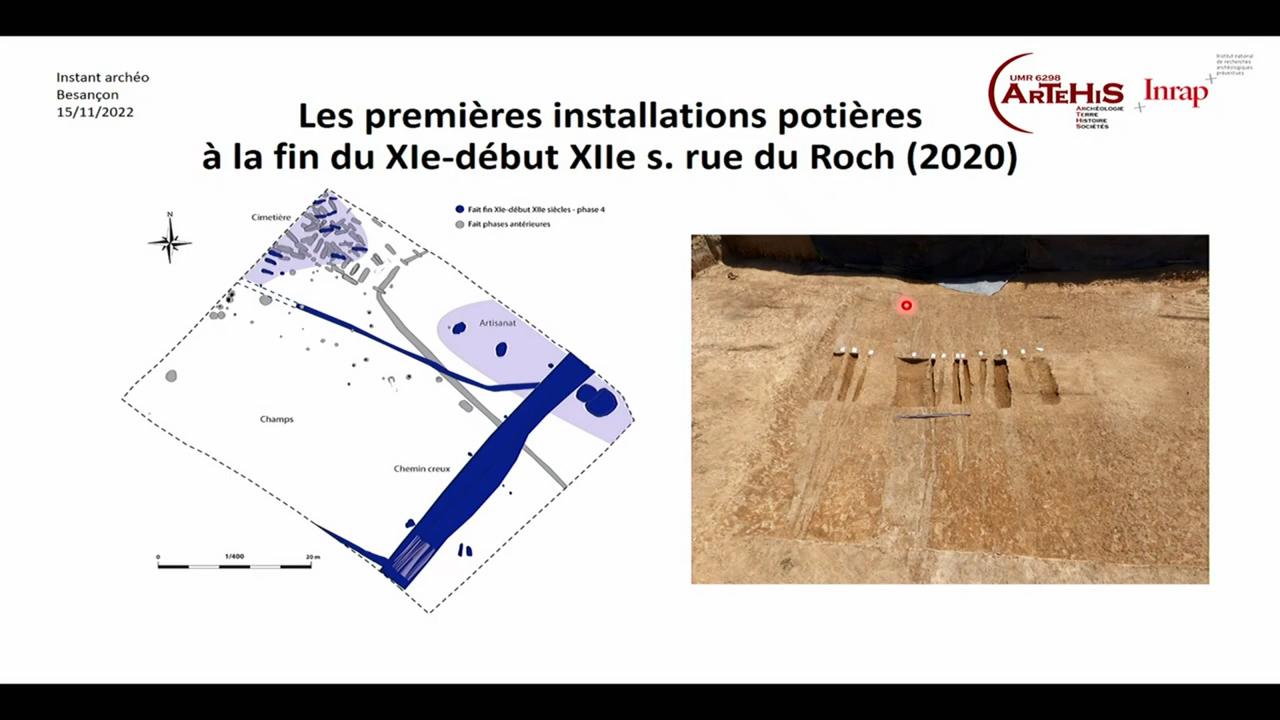 Instant archéo
Besançon
15/11/2022
Les premières installations potières
à la fin du XIe-début XIIe s. rue du Roch (2020)
UMR 6298
ARTEHIS
ARCHÉOLOGIE
TERRE
HISTOIRE
SOCIÉTÉS
Inrap
Institut national
de recherches
archéologiques
préventives
N
Cimetière
Fait fin XIe-début XIIe siècles - phase 4
Fait phases antérieures
Artisanat
Champs
Chemin creux
0 1/400 20 m